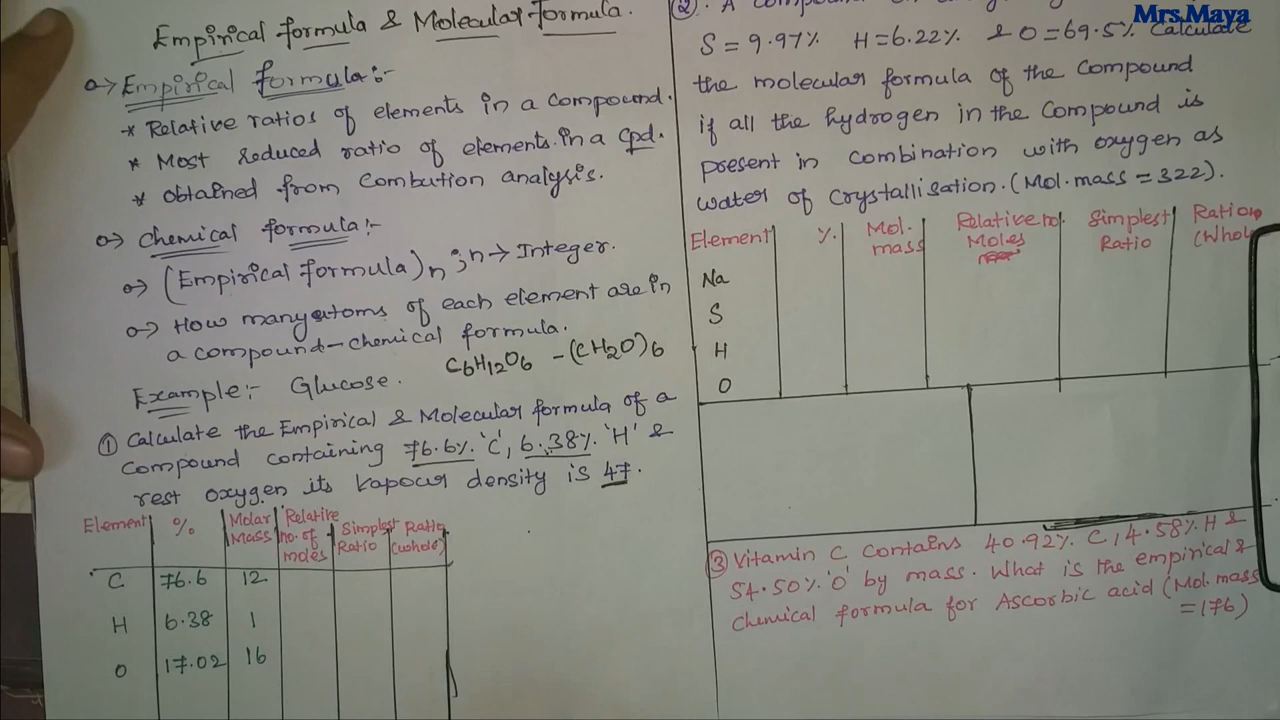 Empirical formula & Molecular formula.
Empirical formula:-
* Relative ratios of elements in a compound.
* Most reduced ratio of elements in a cpd.
* obtained from Combution analysis.
Chemical formula:-
(Empirical formula)n ; n → Integer.
How many atoms of each element are in
a compound - chemical formula.
Example:- Glucose. C6H12O6 - (CH2O)6
① Calculate the Empirical & Molecular formula of a
compound containing 76.6% 'C', 6.38% 'H' &
rest oxygen its vapour density is 47.
Element % Molar Mass Relative no. of moles Simplest Ratio Ratio (whole)
C 76.6 12
H 6.38 1
O 17.02 16
Mrs.Maya
②. A compound on
S = 9.97% H = 6.22% & O = 69.5% Calculate
the molecular formula of the compound
if all the hydrogen in the compound is
present in combination with oxygen as
water of crystallisation. (Mol. mass = 322).
Element % Mol. mass Relative no. Moles Simplest Ratio Ratio (Whole
Na
S
H
O
③ Vitamin C contains 40.92% C, 4.58% H &
54.50% 'O' by mass. What is the empirical &
chemical formula for Ascorbic acid (Mol. mass
= 176)